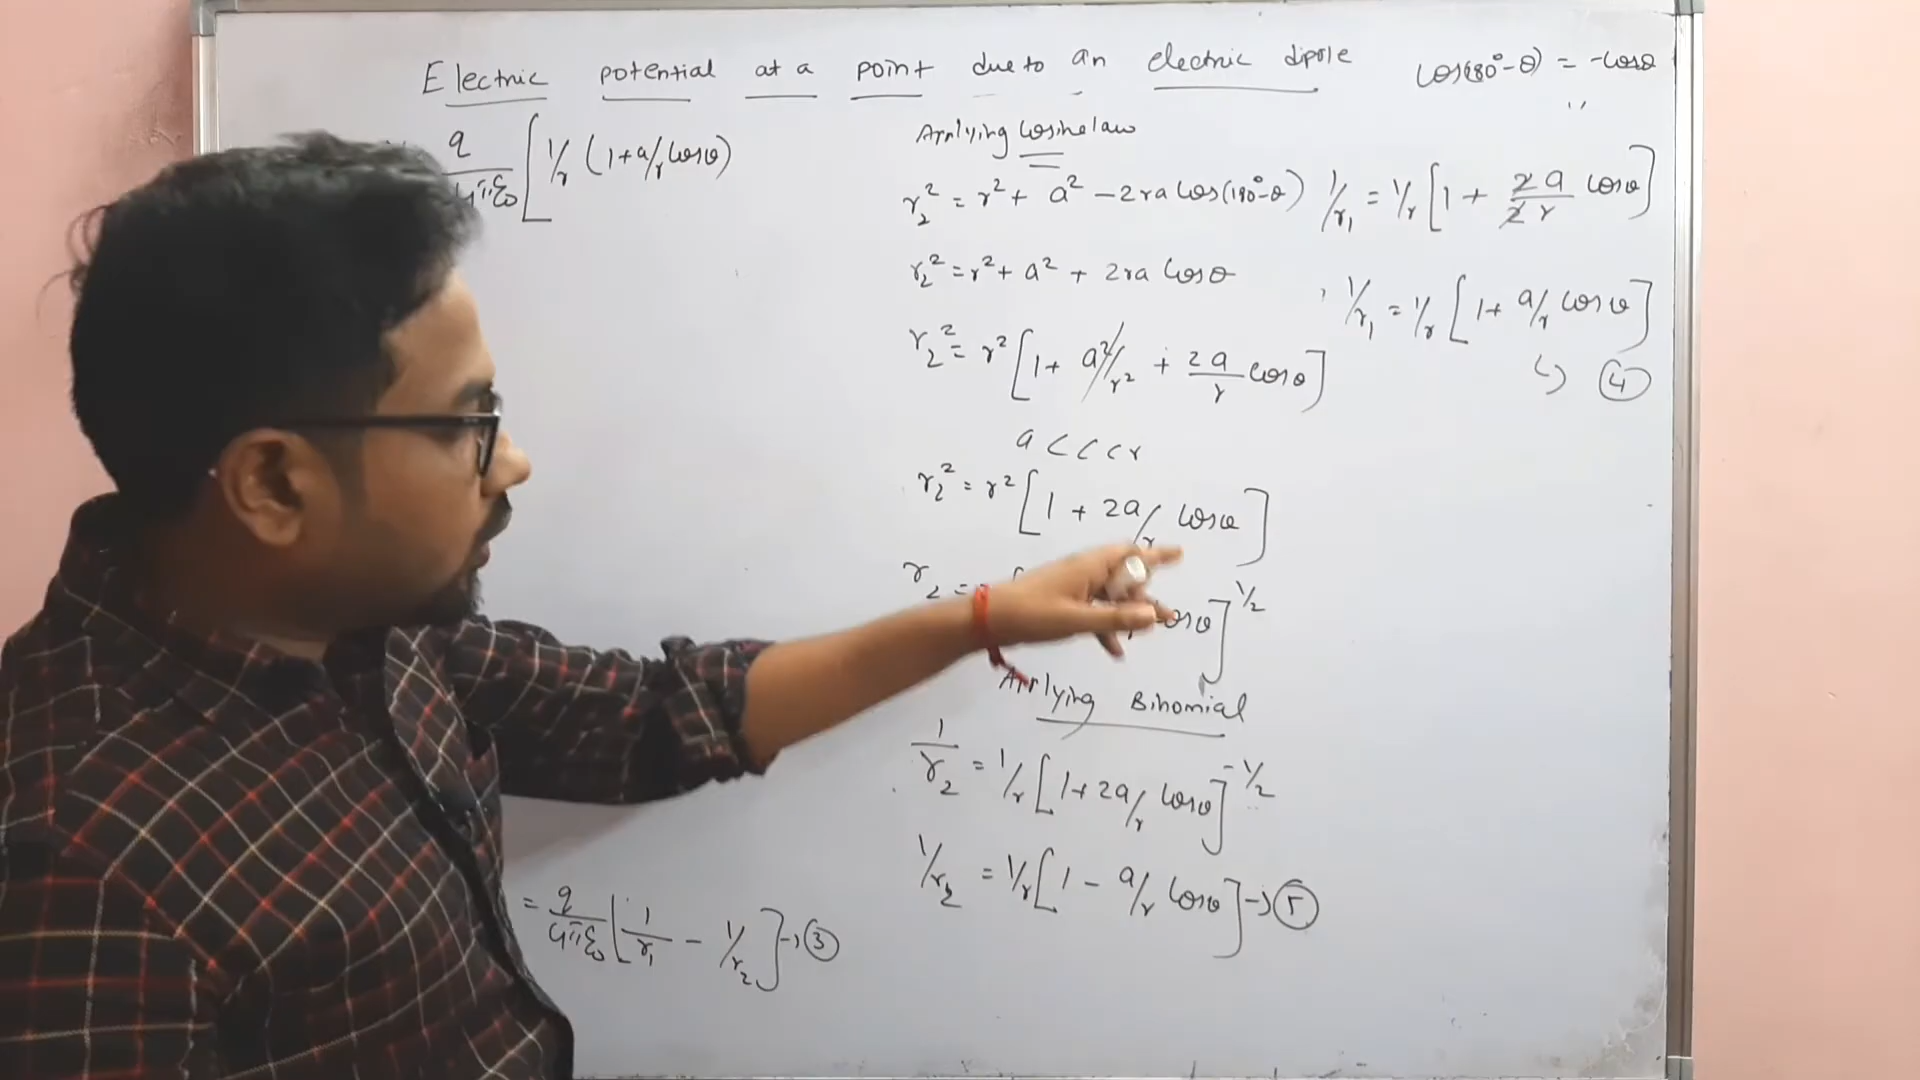 Electric potential at a point due to an electric dipole
cos(180°-θ) = -cosθ
q/4πε₀ [ 1/r (1+a/r cosθ)
= q/4πε₀ [ 1/r₁ - 1/r₂ ] → ③
Applying Cosine law
r₂² = r² + a² - 2ra cos(180°-θ)
r₂² = r² + a² + 2ra cosθ
r₂² = r² [ 1 + a²/r² + 2a/r cosθ ]
a <<< r
r₂² = r² [ 1 + 2a/r cosθ ]
r₂ = cosθ ]^1/2
Applying Binomial
1/r₂ = 1/r [ 1+2a/r cosθ ]^-1/2
1/r₂ = 1/r [ 1 - a/r cosθ ] → ⑤
1/r₁ = 1/r [ 1 + 2a/2r cosθ ]
1/r₁ = 1/r [ 1 + a/r cosθ ]
↳ ④